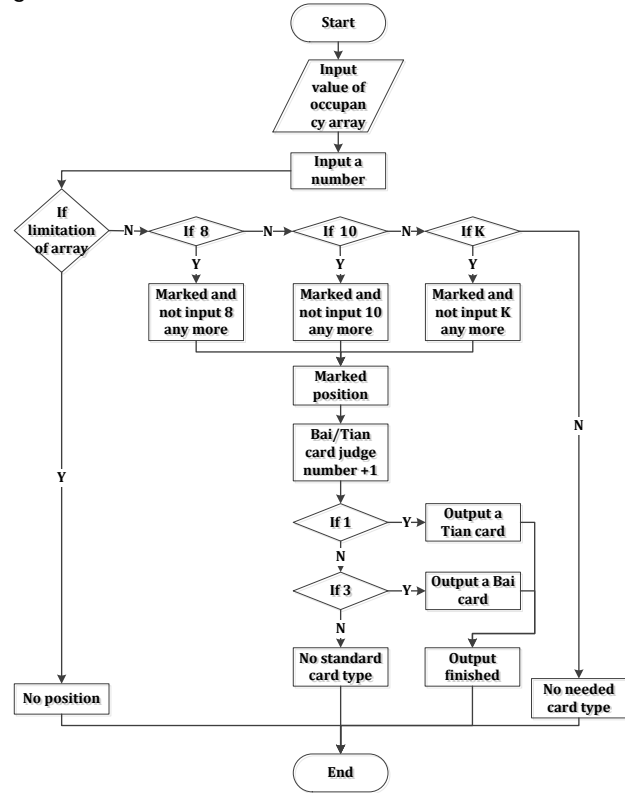 Start
Input
value of
occupan
cy array
Input a
number
If
limitation
of array
N
If 8
N
If 10
N
If K
Y
Y
Y
Marked and
not input 8
any more
Marked and
not input 10
any more
Marked and
not input K
any more
Marked
position
N
Bai/Tian
card judge
number +1
Y
If 1
Y
Output a
Tian card
N
If 3
Y
Output a Bai
card
N
No standard
card type
Output
finished
No position
No needed
card type
End